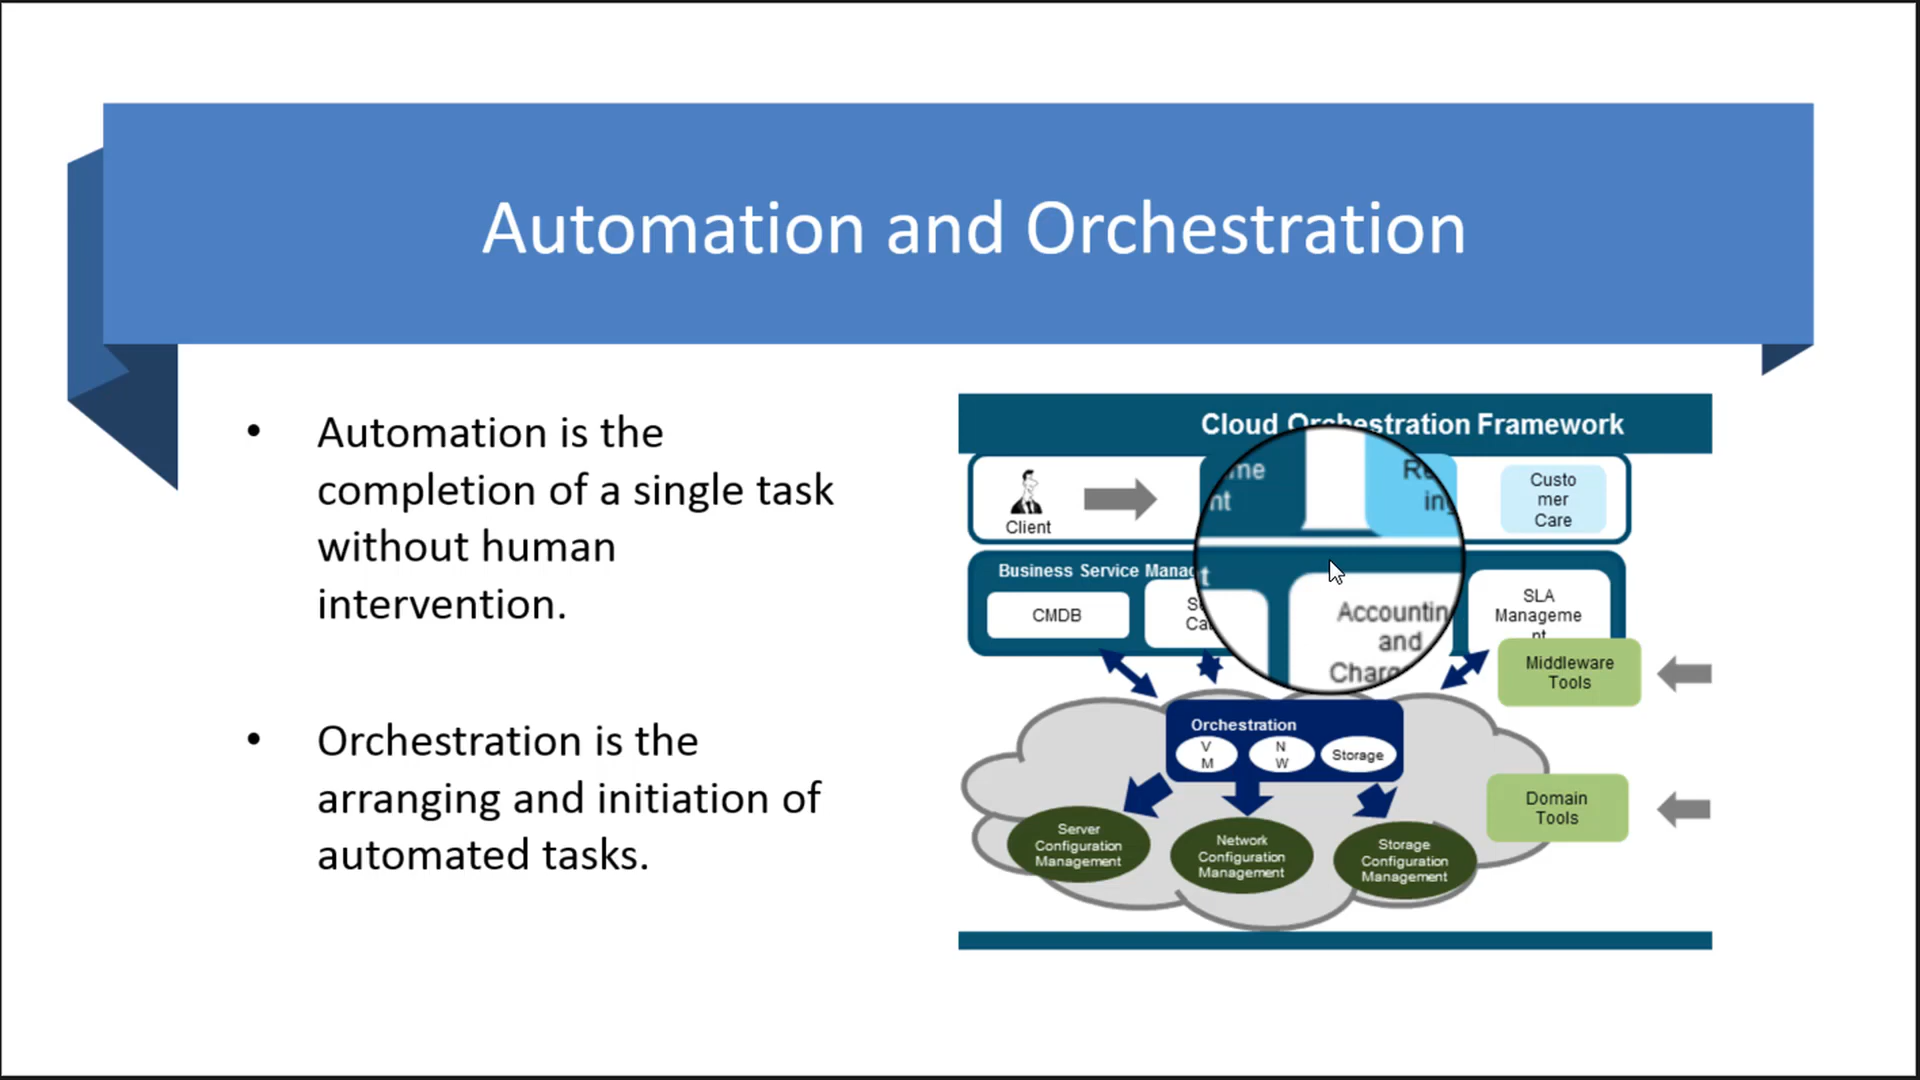 Automation and Orchestration
• Automation is the
completion of a single task
without human
intervention.
• Orchestration is the
arranging and initiation of
automated tasks.
Cloud Orchestration Framework
Client
Custo
mer
Care
Business Service
CMDB
Accountin
and
SLA
Manageme
nt
Middleware
Tools
Orchestration
V
M
N
W
Storage
Domain
Tools
Server
Configuration
Management
Network
Configuration
Management
Storage
Configuration
Management